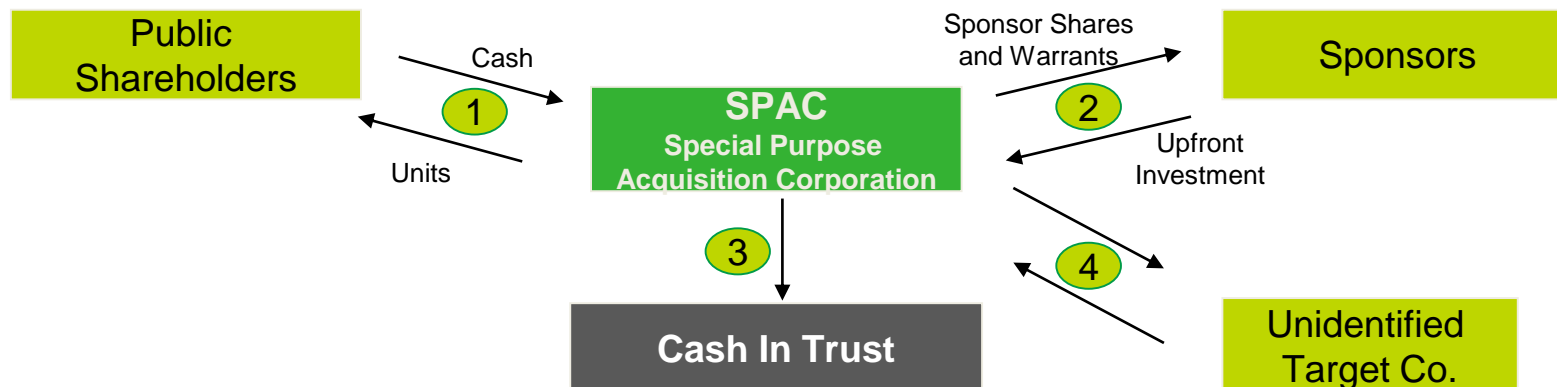 Public
Shareholders
Cash
1
Units
SPAC
Special Purpose
Acquisition Corporation
Sponsor Shares
and Warrants
2
Upfront
Investment
Sponsors
3
4
Cash In Trust
Unidentified
Target Co.